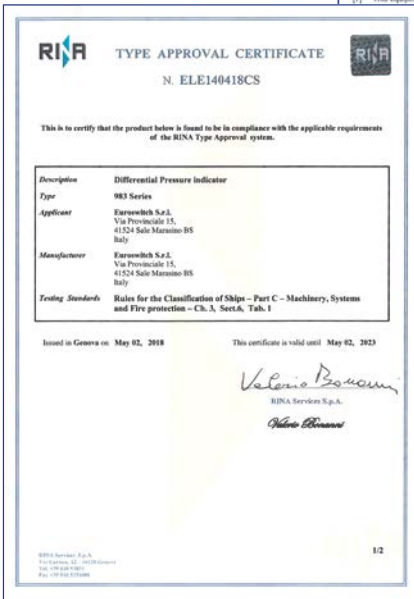 RINA
TYPE APPROVAL CERTIFICATE
N. ELE140418CS
RINA
This is to certify that the product below is found to be in compliance with the applicable requirements
of the RINA Type Approval system.
Description Differential Pressure indicator
Type 983 Series
Applicant Euroswitch S.r.l.
Via Provinciale 15,
41524 Sale Marasino BS
Italy
Manufacturer Euroswitch S.r.l.
Via Provinciale 15,
41524 Sale Marasino BS
Italy
Testing Standards Rules for the Classification of Ships – Part C – Machinery, Systems
and Fire protection – Ch. 3, Sect.6, Tab. 1
Issued in Genova on May 02, 2018 This certificate is valid until May 02, 2023
Valerio Bonanni
RINA Services S.p.A.
Valerio Bonanni
1/2
RINA Services S.p.A.